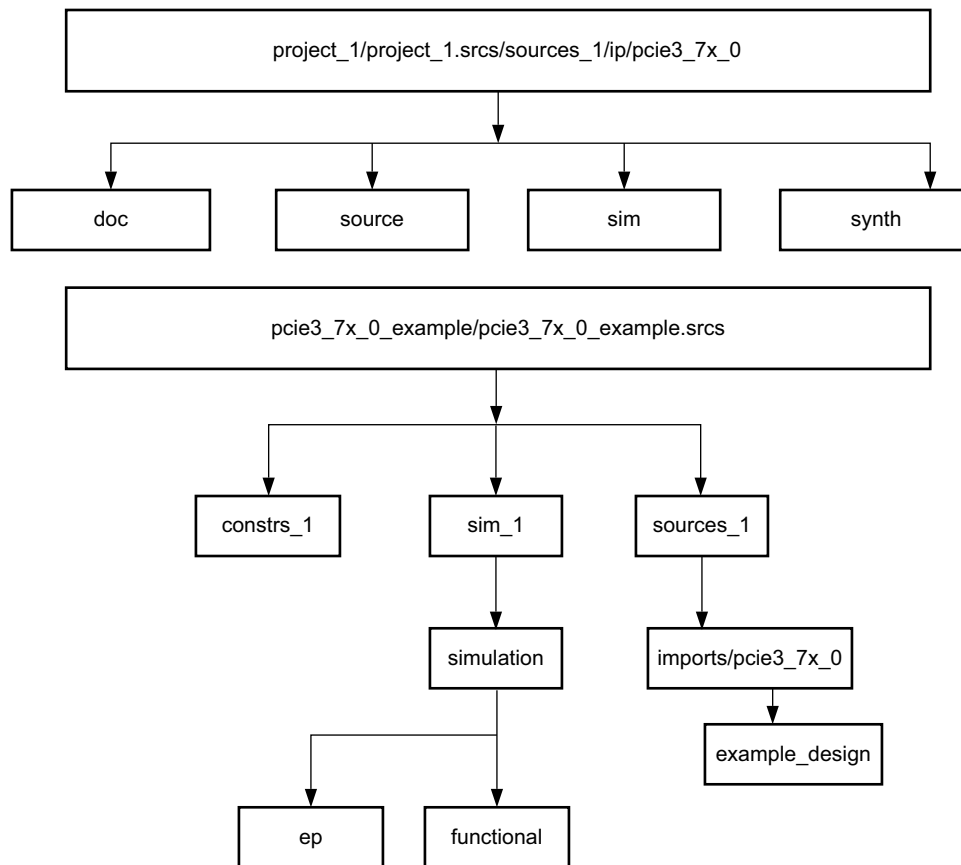 project_1/project_1.srcs/sources_1/ip/pcie3_7x_0
doc
source
sim
synth
pcie3_7x_0_example/pcie3_7x_0_example.srcs
constrs_1
sim_1
sources_1
simulation
imports/pcie3_7x_0
example_design
ep
functional